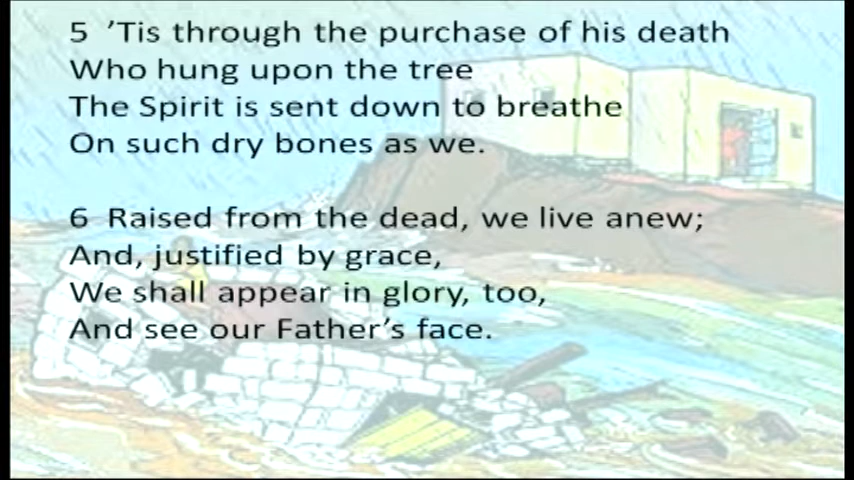 5 ’Tis through the purchase of his death
Who hung upon the tree
The Spirit is sent down to breathe
On such dry bones as we.
6 Raised from the dead, we live anew;
And, justified by grace,
We shall appear in glory, too,
And see our Father’s face.